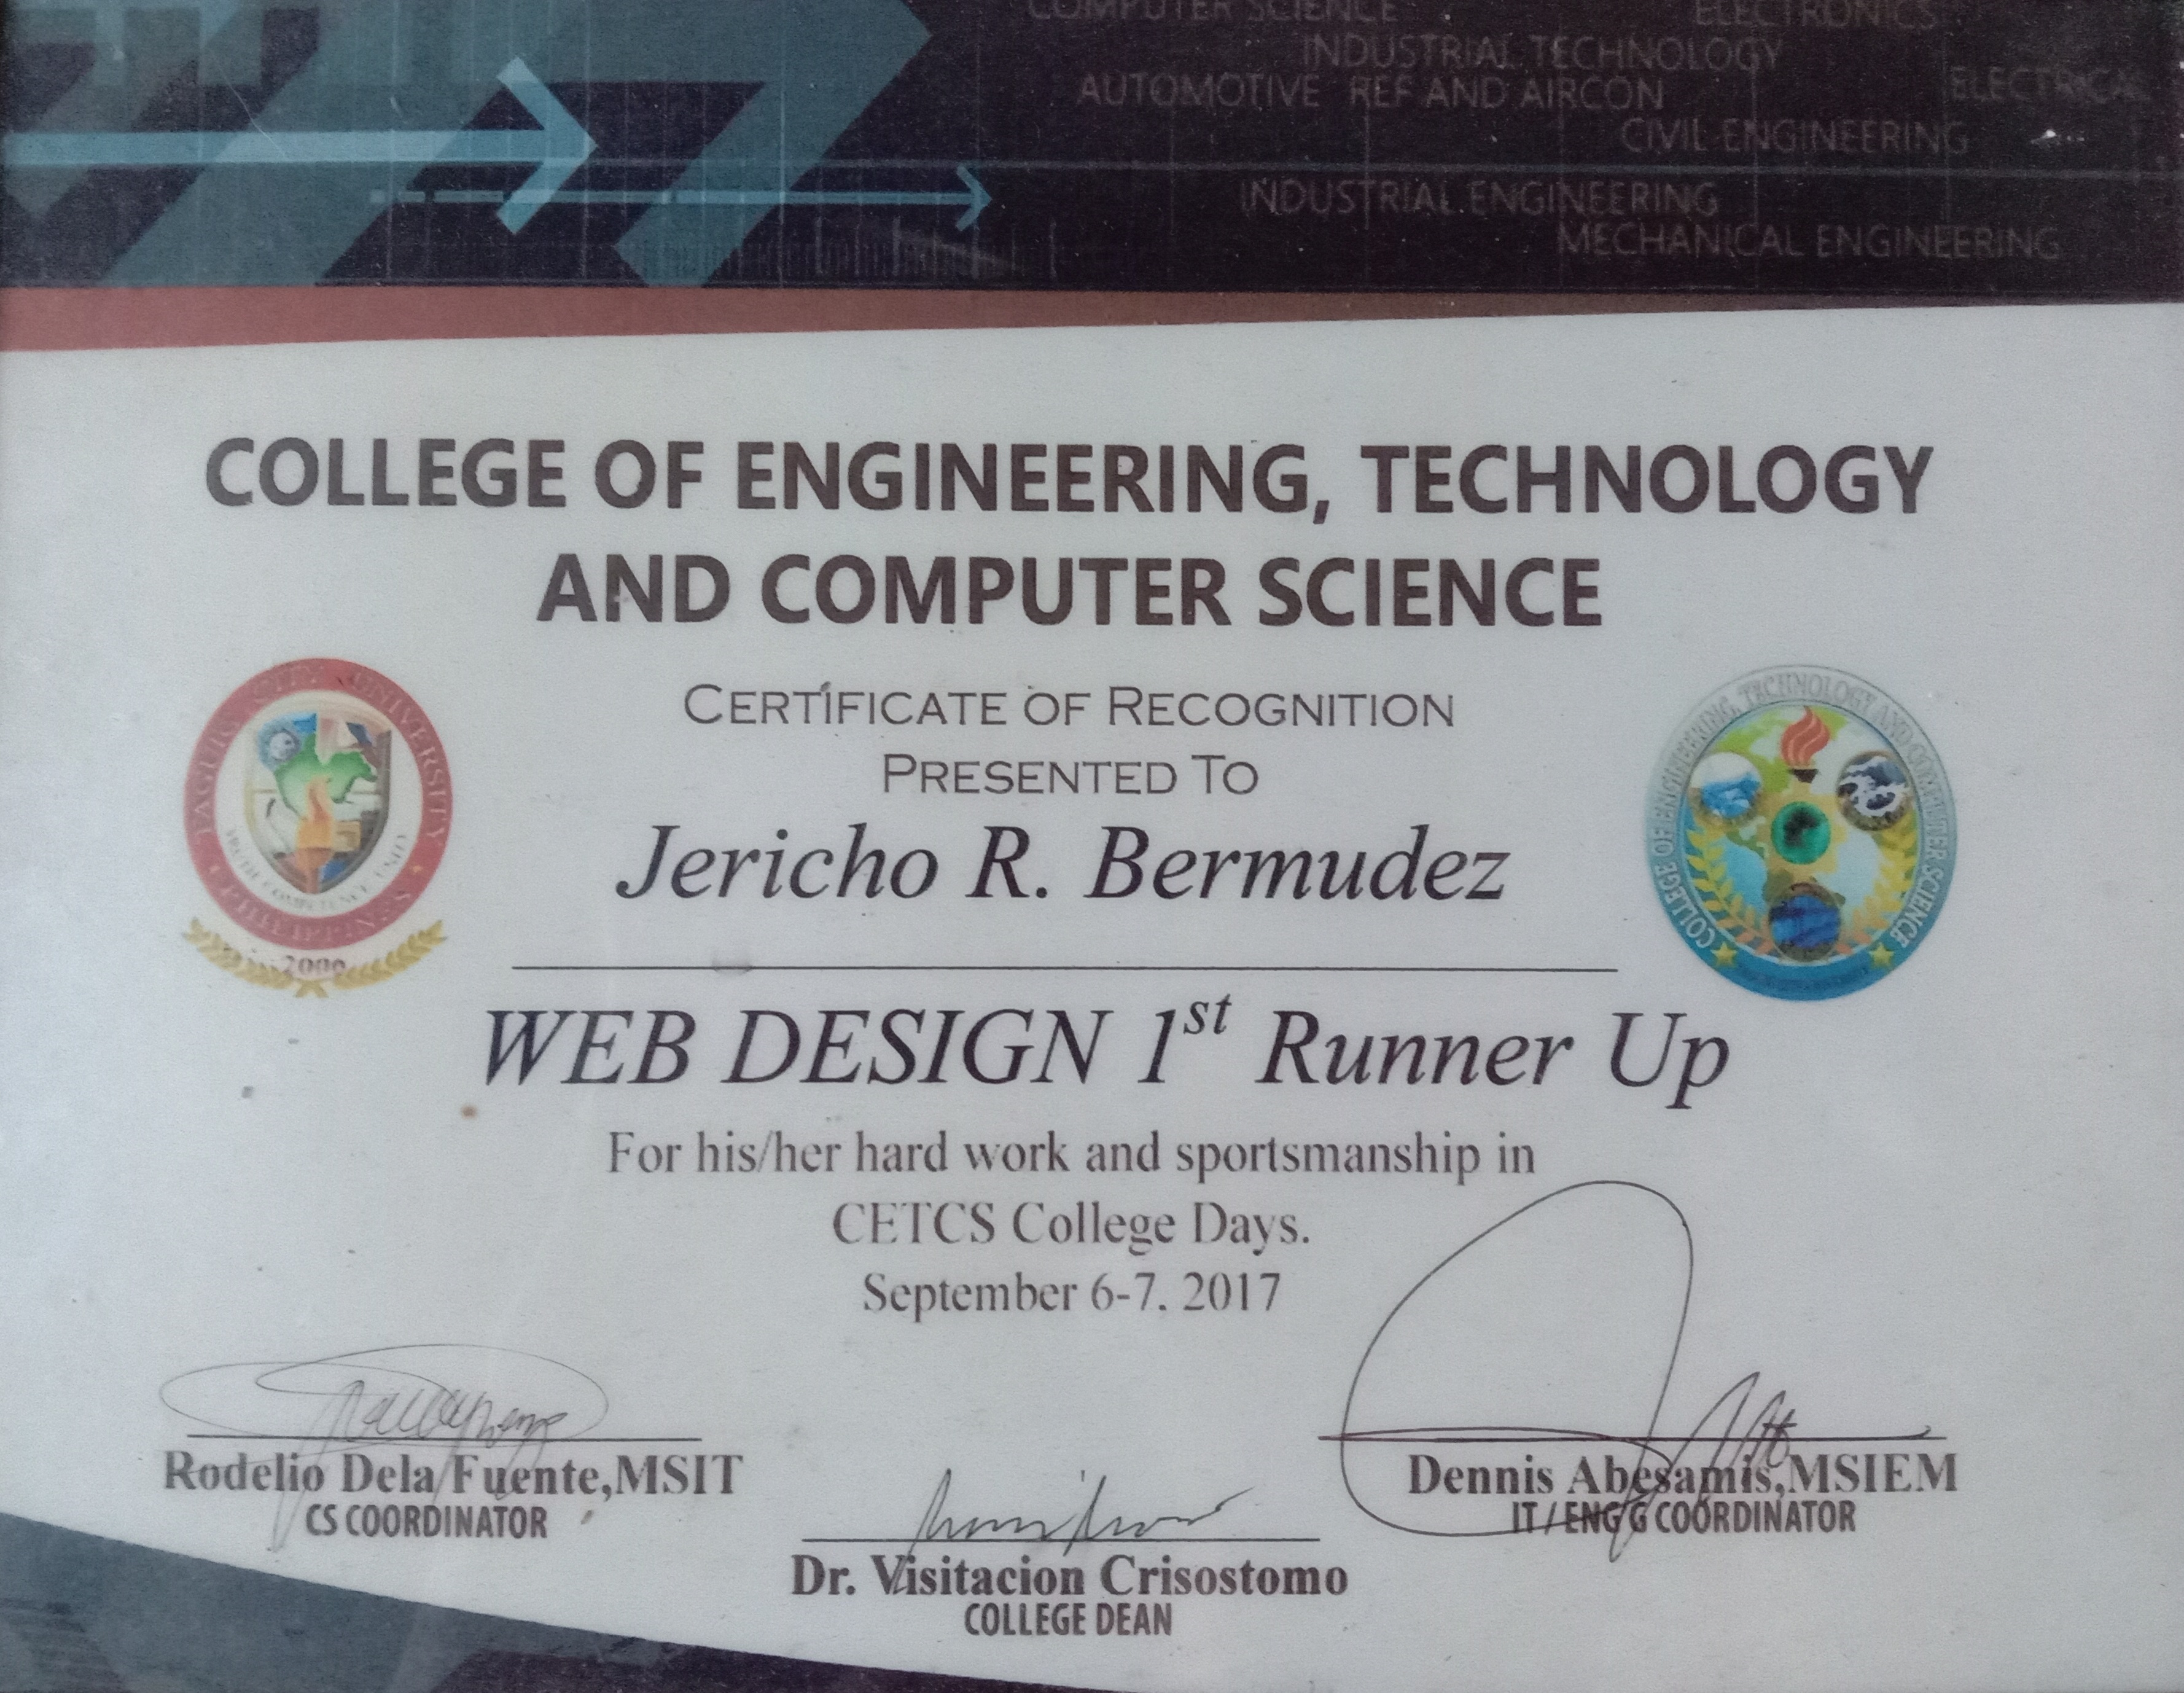 COMPUTER SCIENCE
ELECTRONICS
INDUSTRIAL TECHNOLOGY
AUTOMOTIVE REF AND AIRCON
ELECTRICAL
CIVIL ENGINEERING
INDUSTRIAL ENGINEERING
MECHANICAL ENGINEERING
COLLEGE OF ENGINEERING, TECHNOLOGY
AND COMPUTER SCIENCE
CERTIFICATE OF RECOGNITION
PRESENTED TO
TAGUIG CITY UNIVERSITY
PHILIPPINES
2006
COLLEGE OF ENGINEERING, TECHNOLOGY AND COMPUTER SCIENCE
Jericho R. Bermudez
WEB DESIGN 1st Runner Up
For his/her hard work and sportsmanship in
CETCS College Days.
September 6-7. 2017
Rodelio Dela Fuente,MSIT
CS COORDINATOR
Dennis Abesamis,MSIEM
IT / ENG'G COORDINATOR
Dr. Visitacion Crisostomo
COLLEGE DEAN